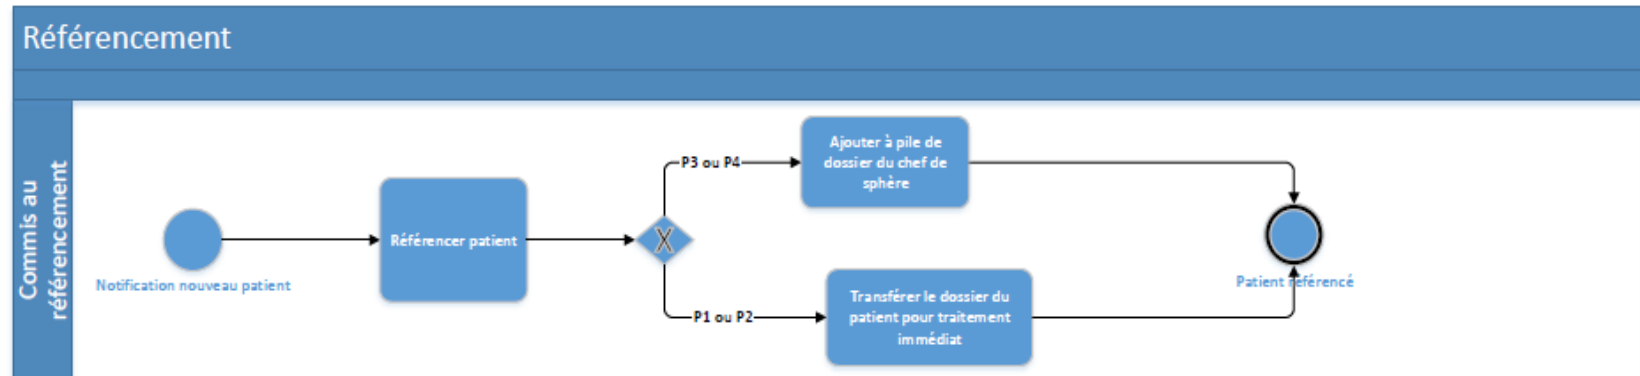 Référencement
Commis au
référencement
Notification nouveau patient
Référencer patient
X
P3 ou P4
Ajouter à pile de
dossier du chef de
sphère
P1 ou P2
Transférer le dossier du
patient pour traitement
immédiat
Patient référencé